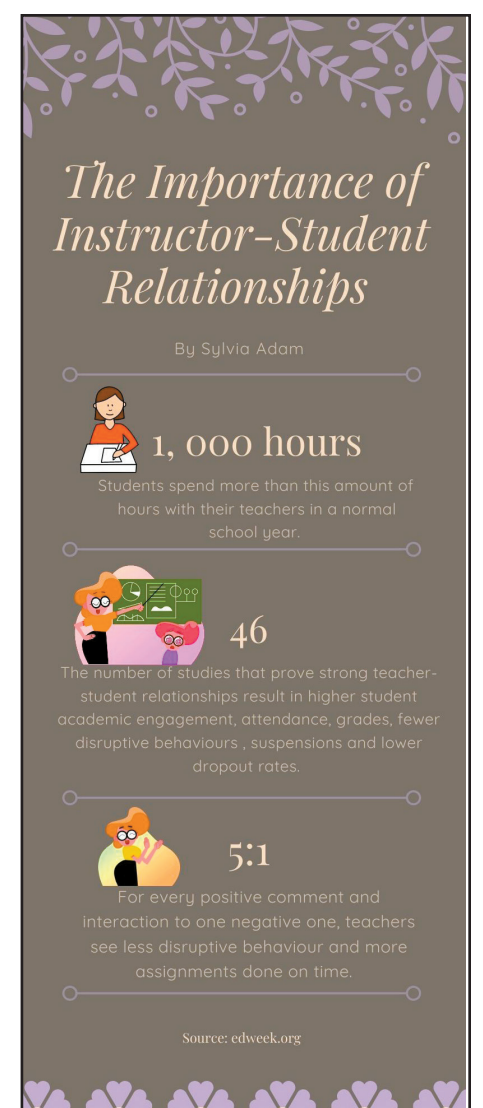 The Importance of
Instructor-Student
Relationships
By Sylvia Adam
1, 000 hours
Students spend more than this amount of
hours with their teachers in a normal
school year.
46
The number of studies that prove strong teacher-
student relationships result in higher student
academic engagement, attendance, grades, fewer
disruptive behaviours , suspensions and lower
dropout rates.
5:1
For every positive comment and
interaction to one negative one, teachers
see less disruptive behaviour and more
assignments done on time.
Source: edweek.org